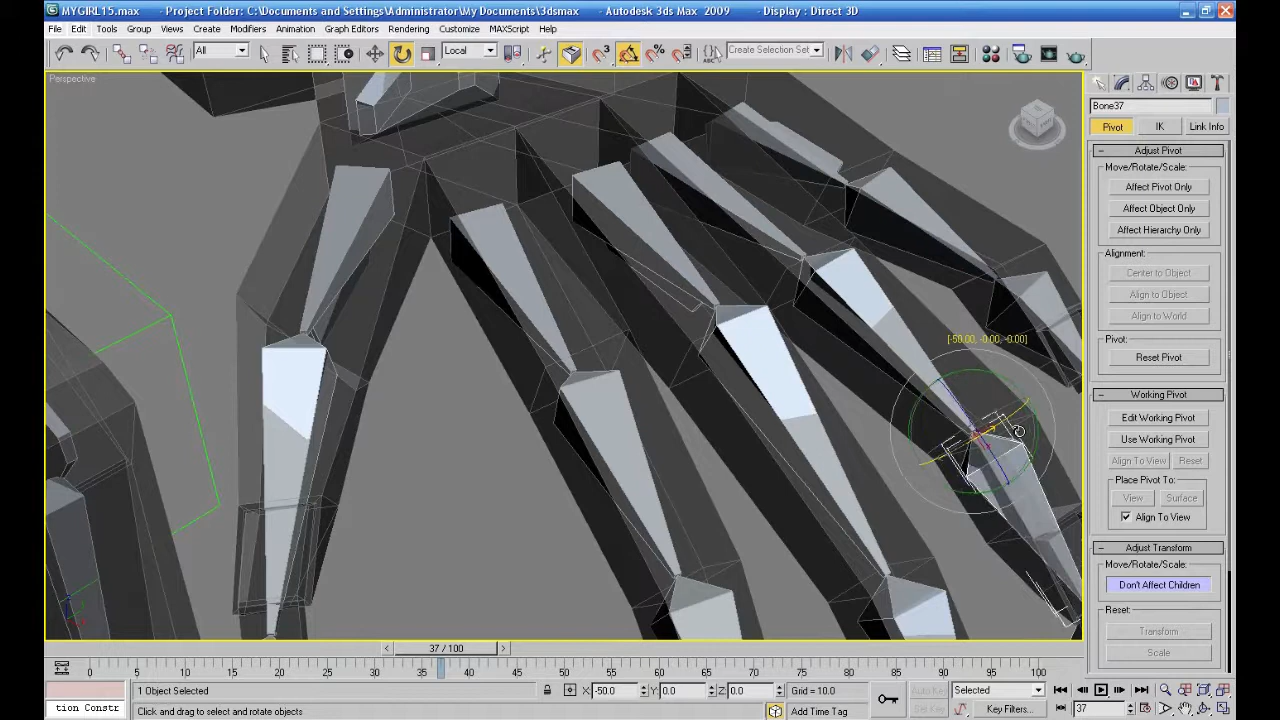 MYGIRL15.max - Project Folder: C:\Documents and Settings\Administrator\My Documents\3dsmax - Autodesk 3ds Max 2009 - Display : Direct 3D
File Edit Tools Group Views Create Modifiers Animation Graph Editors Rendering Customize MAXScript Help
All Local Create Selection Set
Perspective
[-50.00, -0.00, -0.00]
Bone37
Pivot IK Link Info
Adjust Pivot
Move/Rotate/Scale:
Affect Pivot Only
Affect Object Only
Affect Hierarchy Only
Alignment:
Center to Object
Align to Object
Align to World
Pivot:
Reset Pivot
Working Pivot
Edit Working Pivot
Use Working Pivot
Align To View Reset
Place Pivot To:
View Surface
Align To View
Adjust Transform
Move/Rotate/Scale:
Don't Affect Children
Reset:
Transform
Scale
37 / 100
0 5 10 15 20 25 30 35 40 45 50 55 60 65 70 75 80 85 90 95 100
1 Object Selected X: -50.0 Y: 0.0 Z: 0.0 Grid = 10.0 Auto Key Selected
tion Constr Click and drag to select and rotate objects Add Time Tag Set Key Key Filters... 37